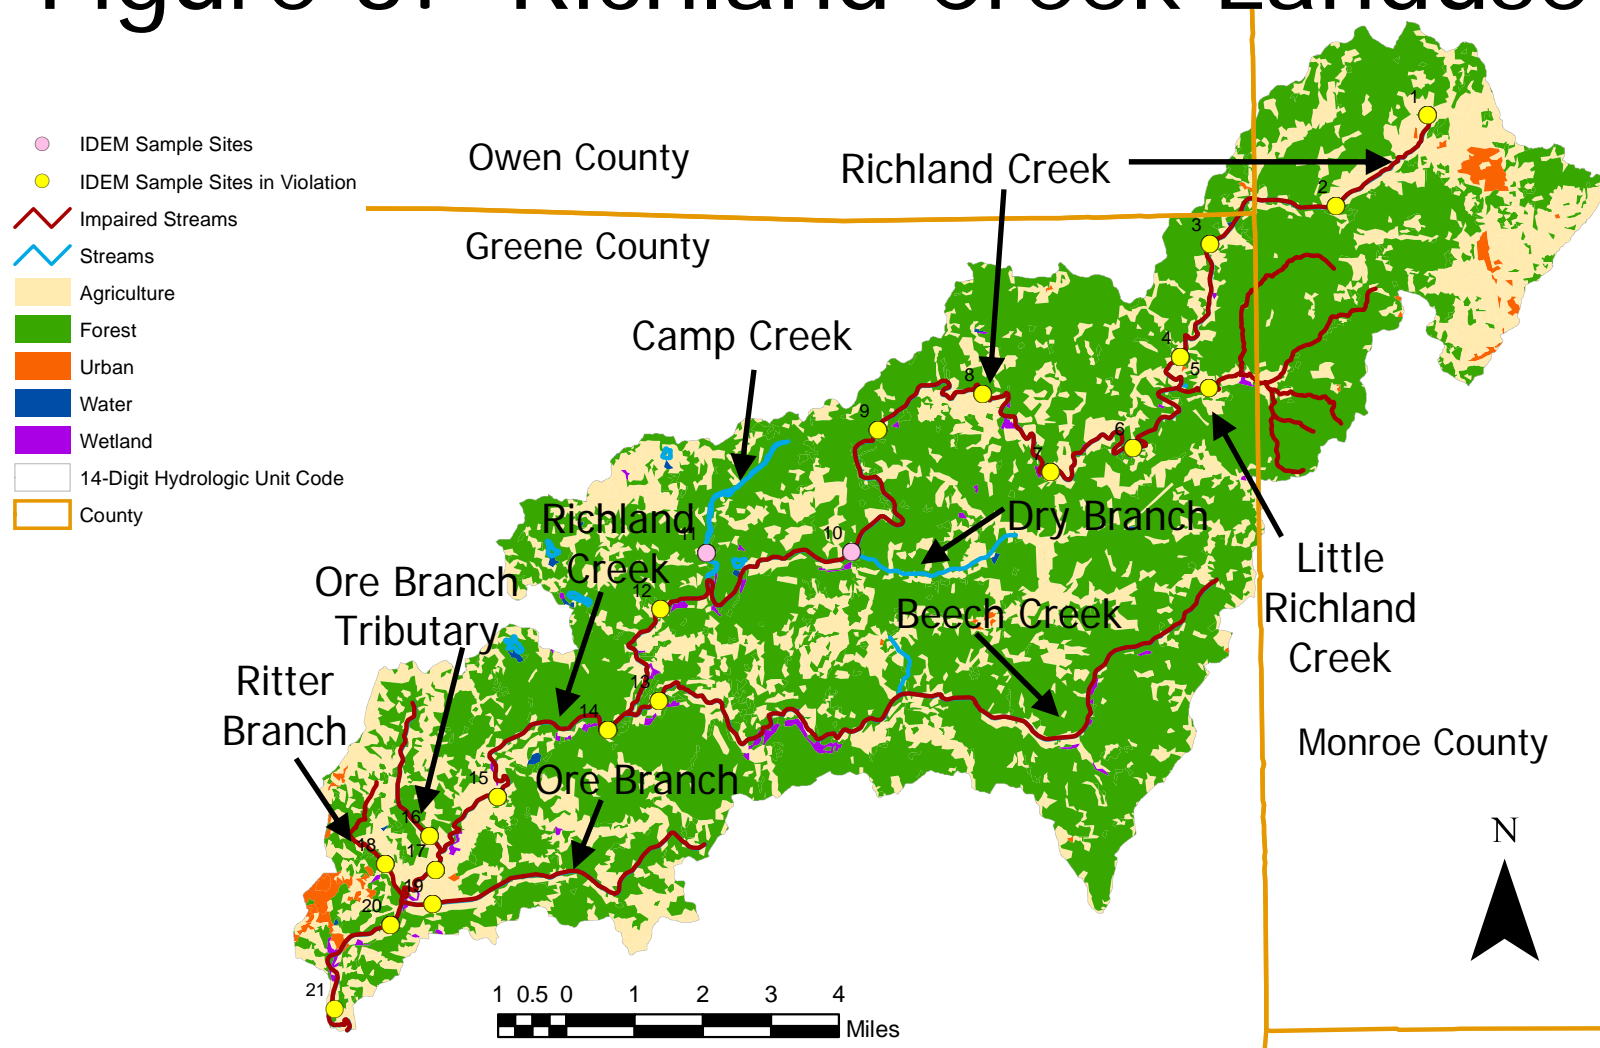 Richland Creek Landuse
IDEM Sample Sites
IDEM Sample Sites in Violation
Impaired Streams
Streams
Agriculture
Forest
Urban
Water
Wetland
14-Digit Hydrologic Unit Code
County
Owen County
Greene County
Richland Creek
Camp Creek
Richland
Creek
Ore Branch
Tributary
Ritter
Branch
Dry Branch
Beech Creek
Ore Branch
Little
Richland
Creek
Monroe County
N
1
2
3
4
5
6
7
8
9
10
11
12
13
14
15
16
17
18
19
20
21
1 0.5 0 1 2 3 4
Miles